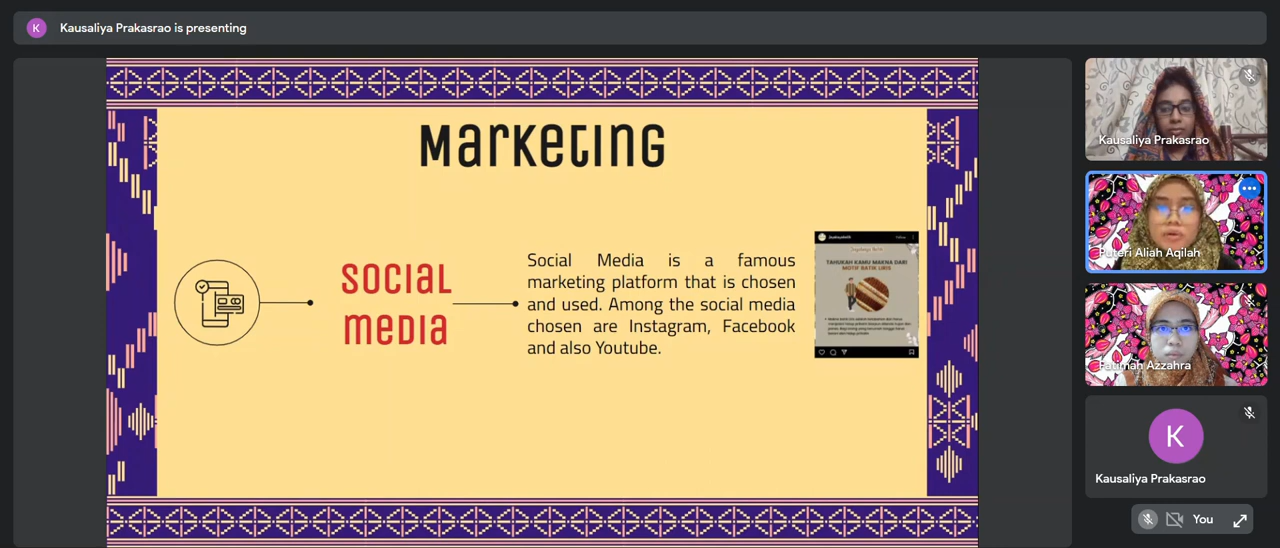 K
Kausaliya Prakasrao is presenting
Marketing
Social
media
Social Media is a famous
marketing platform that is chosen
and used. Among the social media
chosen are Instagram, Facebook
and also Youtube.
TAHUKAH KAMU MAKNA DARI
MOTIF BATIK LIRIS
Kausaliya Prakasrao
Puteri Aliah Aqilah
Fatimah Azzahra
K
Kausaliya Prakasrao
You